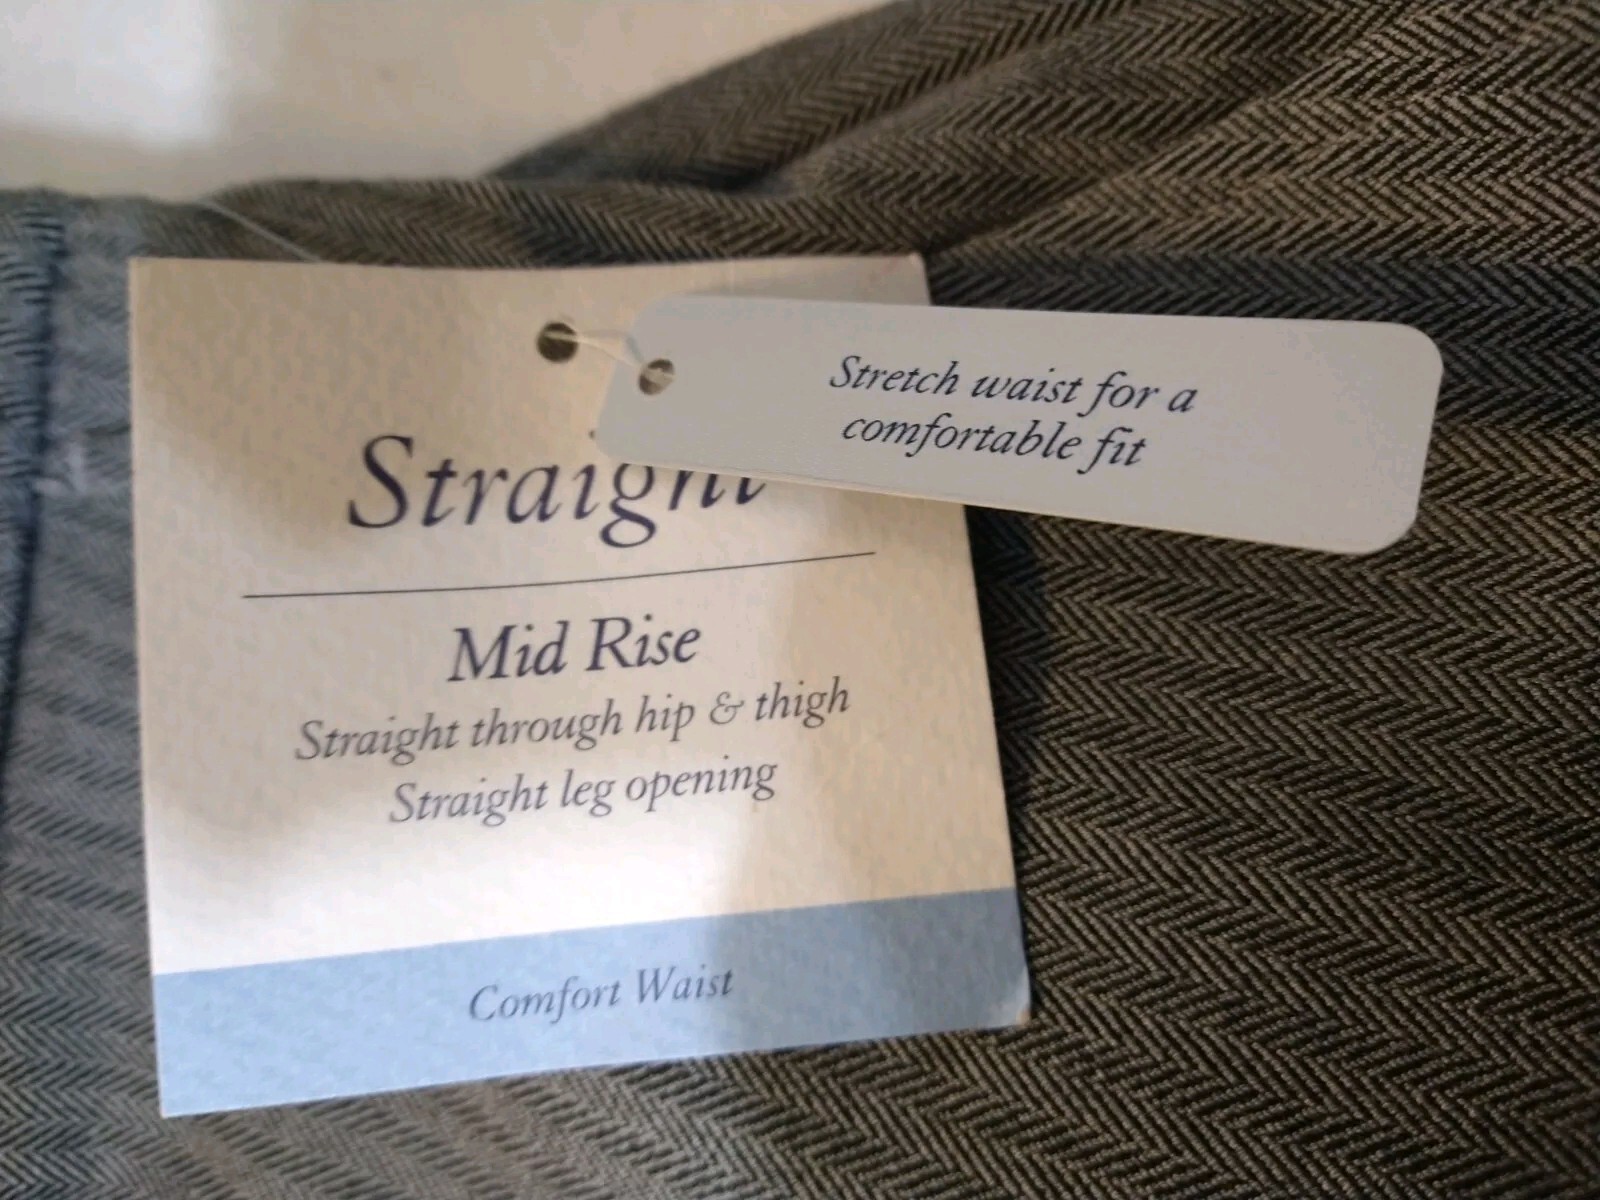 Stretch waist for a
comfortable fit
Straight
Mid Rise
Straight through hip & thigh
Straight leg opening
Comfort Waist